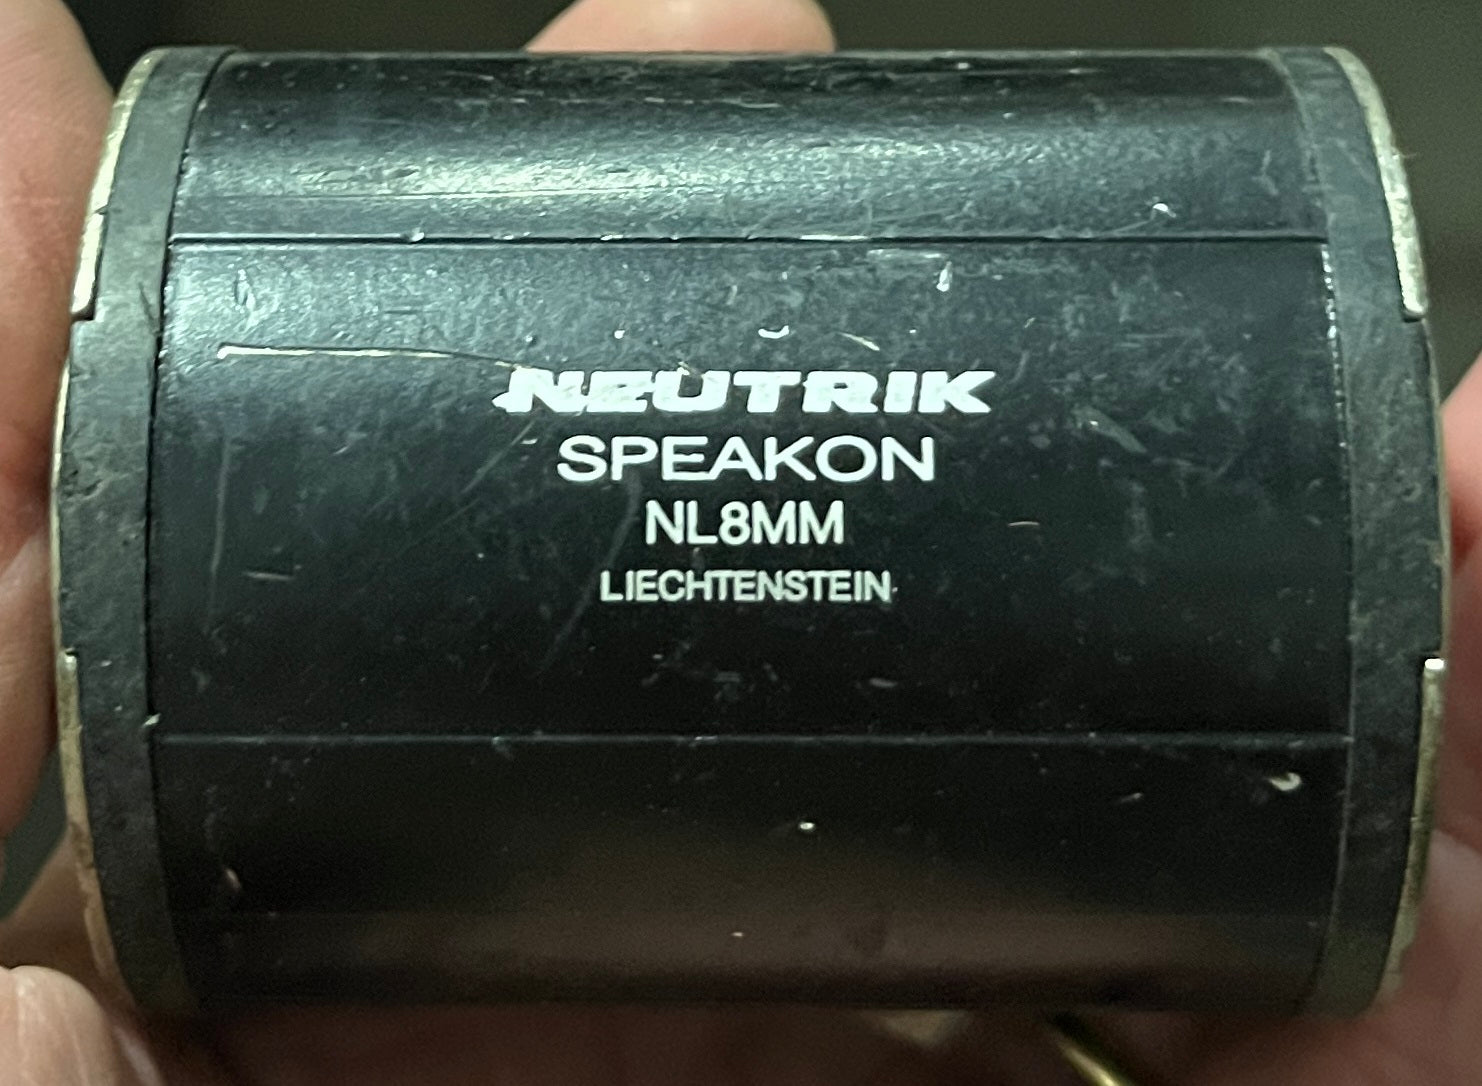 NEUTRIK
SPEAKON
NL8MM
LIECHTENSTEIN